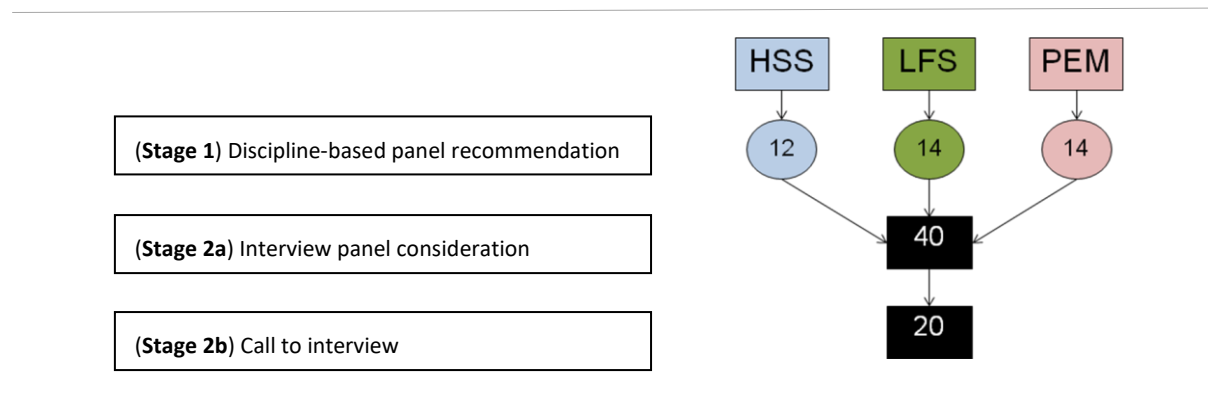 HSS LFS PEM
(Stage 1) Discipline-based panel recommendation 12 14 14
(Stage 2a) Interview panel consideration 40
(Stage 2b) Call to interview 20